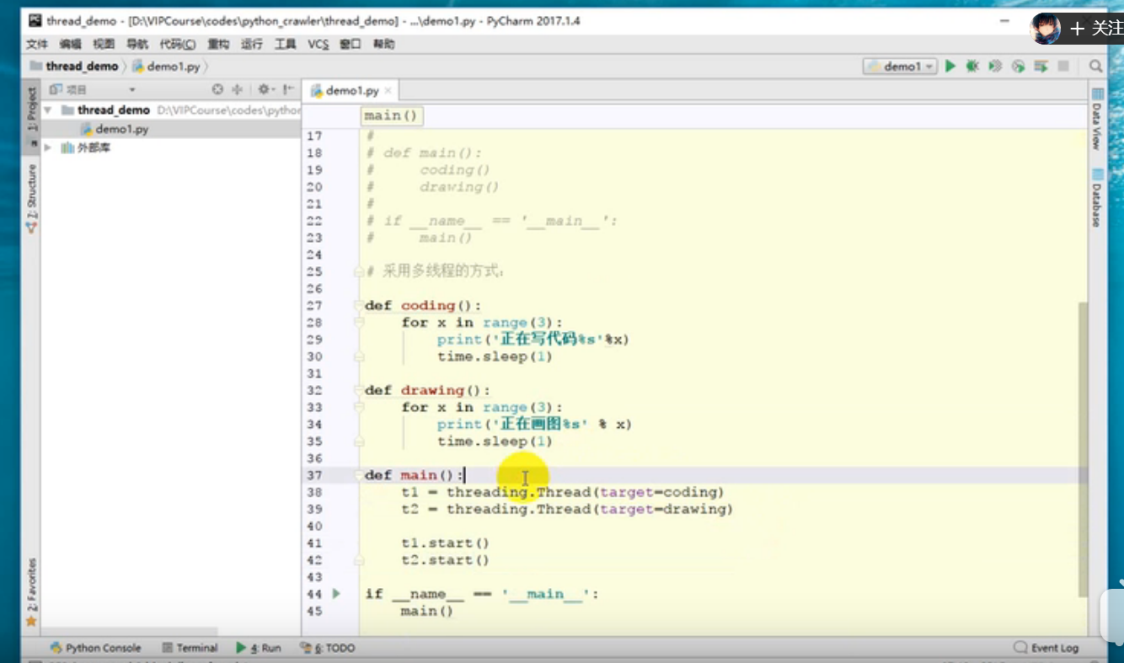 thread_demo - [D:\VIPCourse\codes\python_crawler\thread_demo] - ...\demo1.py - PyCharm 2017.1.4
+ 关注
文件 编辑 视图 导航 代码(C) 重构 运行 工具 VCS 窗口 帮助
thread_demo demo1.py
demo1
1: Project
项目
demo1.py
thread_demo D:\VIPCourse\codes\python
demo1.py
外部库
main()
17 #
18 # def main():
19 #     coding()
20 #     drawing()
21 #
22 # if __name__ == '__main__':
23 #     main()
24
25 # 采用多线程的方式:
26
27 def coding():
28     for x in range(3):
29         print('正在写代码%s'%x)
30         time.sleep(1)
31
32 def drawing():
33     for x in range(3):
34         print('正在画图%s' % x)
35         time.sleep(1)
36
37 def main():
38     t1 = threading.Thread(target=coding)
39     t2 = threading.Thread(target=drawing)
40
41     t1.start()
42     t2.start()
43
44 if __name__ == '__main__':
45     main()
Z: Structure
2: Favorites
Data View
Database
Python Console Terminal 4: Run 6: TODO
Event Log